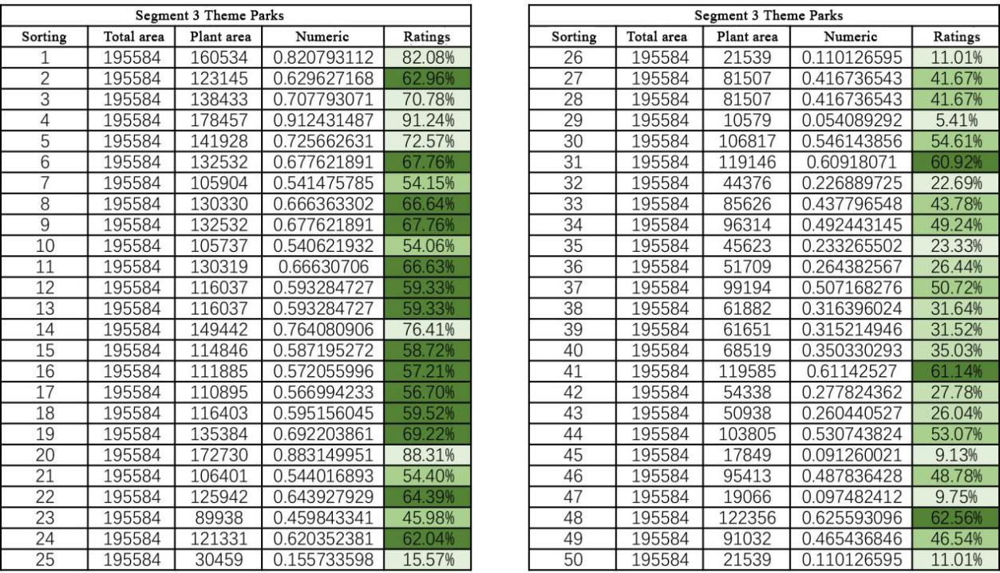 Segment 3 Theme Parks
Sorting Total area Plant area Numeric Ratings
1 195584 160534 0.820793112 82.08%
2 195584 123145 0.629627168 62.96%
3 195584 138433 0.707793071 70.78%
4 195584 178457 0.912431487 91.24%
5 195584 141928 0.725662631 72.57%
6 195584 132532 0.677621891 67.76%
7 195584 105904 0.541475785 54.15%
8 195584 130330 0.666363302 66.64%
9 195584 132532 0.677621891 67.76%
10 195584 105737 0.540621932 54.06%
11 195584 130319 0.66630706 66.63%
12 195584 116037 0.593284727 59.33%
13 195584 116037 0.593284727 59.33%
14 195584 149442 0.764080906 76.41%
15 195584 114846 0.587195272 58.72%
16 195584 111885 0.572055996 57.21%
17 195584 110895 0.566994233 56.70%
18 195584 116403 0.595156045 59.52%
19 195584 135384 0.692203861 69.22%
20 195584 172730 0.883149951 88.31%
21 195584 106401 0.544016893 54.40%
22 195584 125942 0.643927929 64.39%
23 195584 89938 0.459843341 45.98%
24 195584 121331 0.620352381 62.04%
25 195584 30459 0.155733598 15.57%
Segment 3 Theme Parks
Sorting Total area Plant area Numeric Ratings
26 195584 21539 0.110126595 11.01%
27 195584 81507 0.416736543 41.67%
28 195584 81507 0.416736543 41.67%
29 195584 10579 0.054089292 5.41%
30 195584 106817 0.546143856 54.61%
31 195584 119146 0.60918071 60.92%
32 195584 44376 0.226889725 22.69%
33 195584 85626 0.437796548 43.78%
34 195584 96314 0.492443145 49.24%
35 195584 45623 0.233265502 23.33%
36 195584 51709 0.264382567 26.44%
37 195584 99194 0.507168276 50.72%
38 195584 61882 0.316396024 31.64%
39 195584 61651 0.315214946 31.52%
40 195584 68519 0.350330293 35.03%
41 195584 119585 0.61142527 61.14%
42 195584 54338 0.277824362 27.78%
43 195584 50938 0.260440527 26.04%
44 195584 103805 0.530743824 53.07%
45 195584 17849 0.091260021 9.13%
46 195584 95413 0.487836428 48.78%
47 195584 19066 0.097482412 9.75%
48 195584 122356 0.625593096 62.56%
49 195584 91032 0.465436846 46.54%
50 195584 21539 0.110126595 11.01%